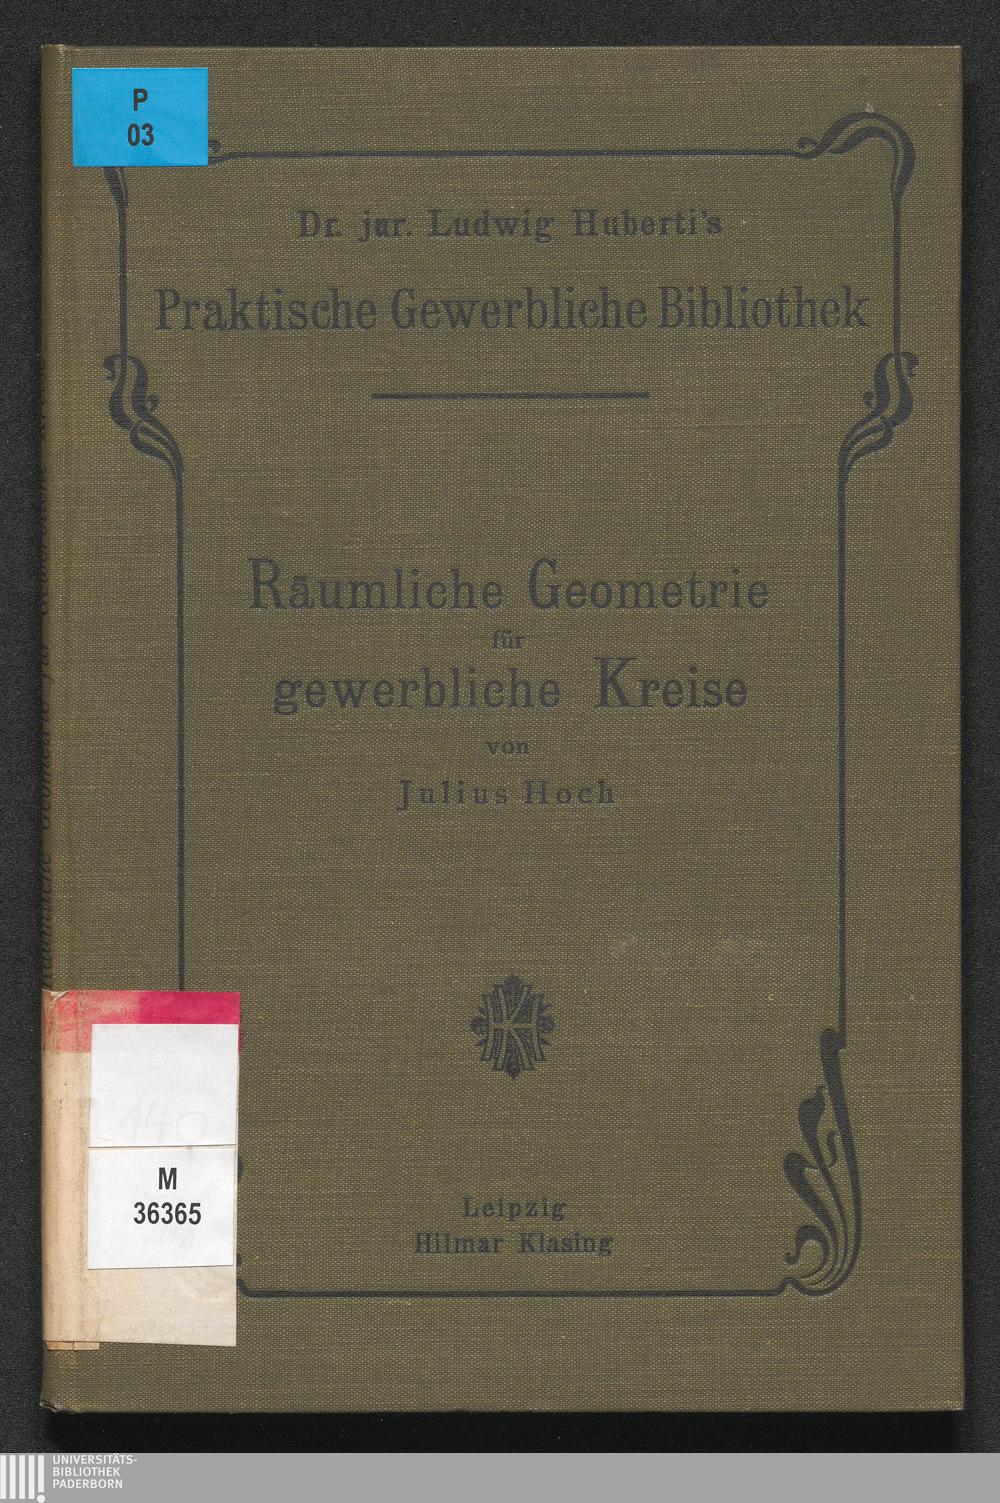 P
03
Dr. jur. Ludwig Huberti's
Praktische Gewerbliche Bibliothek
Räumliche Geometrie
für
gewerbliche Kreise
von
Julius Hoch
M
36365
Leipzig
Hilmar Klasing
UNIVERSITÄTS-
BIBLIOTHEK
PADERBORN